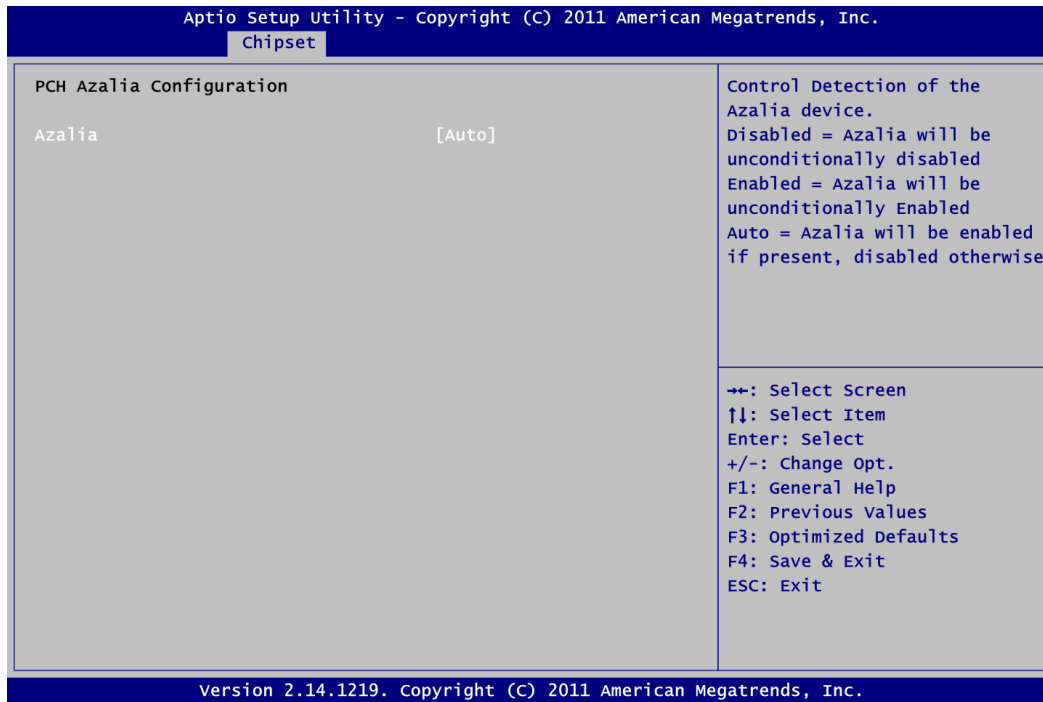 Aptio Setup Utility - Copyright (C) 2011 American Megatrends, Inc.
Chipset
PCH Azalia Configuration
Azalia [Auto]
Control Detection of the
Azalia device.
Disabled = Azalia will be
unconditionally disabled
Enabled = Azalia will be
unconditionally Enabled
Auto = Azalia will be enabled
if present, disabled otherwise
→←: Select Screen
↑↓: Select Item
Enter: Select
+/-: Change Opt.
F1: General Help
F2: Previous Values
F3: Optimized Defaults
F4: Save & Exit
ESC: Exit
Version 2.14.1219. Copyright (C) 2011 American Megatrends, Inc.